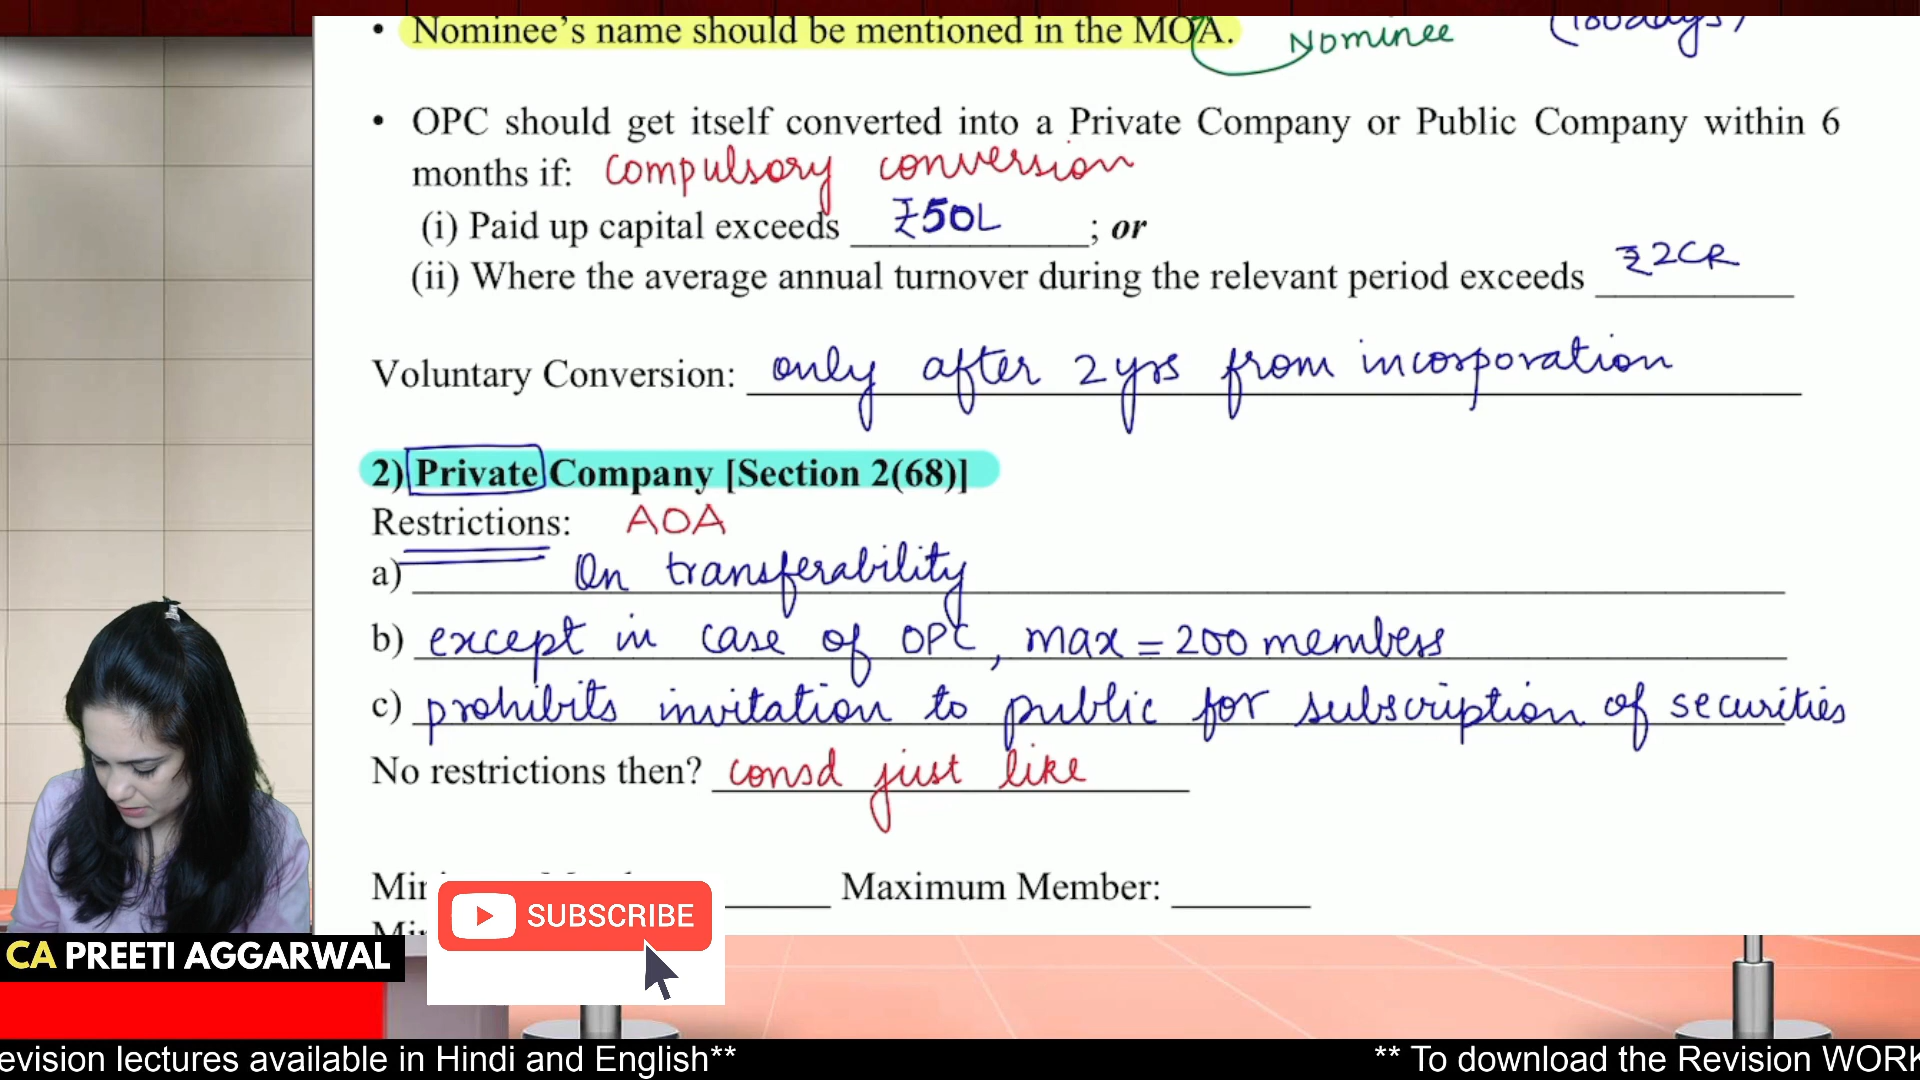 • Nominee's name should be mentioned in the MOA. Nominee (180days)
• OPC should get itself converted into a Private Company or Public Company within 6
months if: compulsory conversion
(i) Paid up capital exceeds ₹50L ; or
(ii) Where the average annual turnover during the relevant period exceeds ₹2CR
Voluntary Conversion: only after 2 yrs from incorporation
2) Private Company [Section 2(68)]
Restrictions: AOA
a) On transferability
b) except in case of OPC, max = 200 members
c) prohibits invitation to public for subscription of securities
No restrictions then? consd just like
Maximum Member:
SUBSCRIBE
CA PREETI AGGARWAL
evision lectures available in Hindi and English** ** To download the Revision WORK